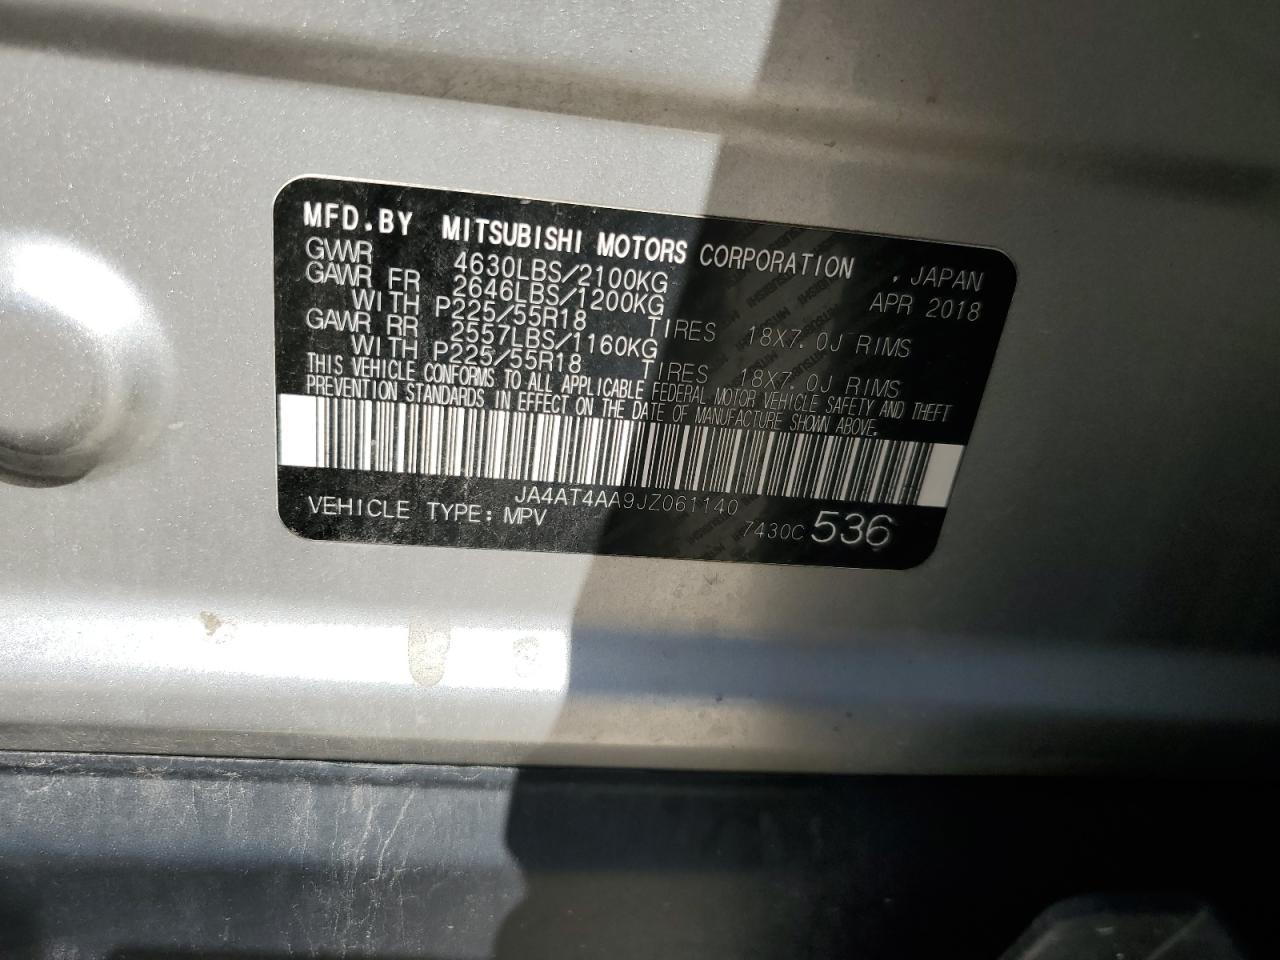 MFD.BY MITSUBISHI MOTORS CORPORATION , JAPAN
GVWR 4630LBS/2100KG APR 2018
GAWR FR 2646LBS/1200KG
WITH P225/55R18 TIRES 18X7.0J RIMS
GAWR RR 2557LBS/1160KG
WITH P225/55R18 TIRES 18X7.0J RIMS
THIS VEHICLE CONFORMS TO ALL APPLICABLE FEDERAL MOTOR VEHICLE SAFETY AND THEFT
PREVENTION STANDARDS IN EFFECT ON THE DATE OF MANUFACTURE SHOWN ABOVE.
JA4AT4AA9JZ061140
VEHICLE TYPE: MPV 7430C 536